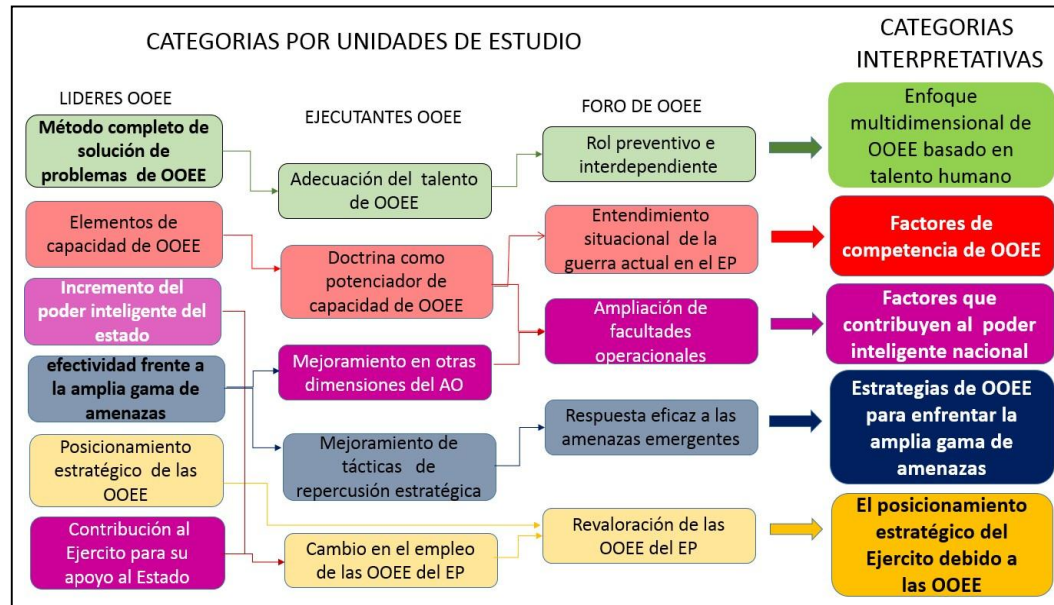 CATEGORIAS POR UNIDADES DE ESTUDIO
CATEGORIAS
INTERPRETATIVAS
LIDERES OOEE
Método completo de
solución de
problemas de OOEE
Elementos de
capacidad de OOEE
Incremento del
poder inteligente del
estado
efectividad frente a
la amplia gama de
amenazas
Posicionamiento
estratégico de las
OOEE
Contribución al
Ejercito para su
apoyo al Estado
EJECUTANTES OOEE
Adecuación del talento
de OOEE
Doctrina como
potenciador de
capacidad de OOEE
Mejoramiento en otras
dimensiones del AO
Mejoramiento de
tácticas de
repercusión estratégica
Cambio en el empleo
de las OOEE del EP
FORO DE OOEE
Rol preventivo e
interdependiente
Entendimiento
situacional de la
guerra actual en el EP
Ampliación de
facultades
operacionales
Respuesta eficaz a las
amenazas emergentes
Revaloración de las
OOEE del EP
Enfoque
multidimensional de
OOEE basado en
talento humano
Factores de
competencia de OOEE
Factores que
contribuyen al poder
inteligente nacional
Estrategias de OOEE
para enfrentar la
amplia gama de
amenazas
El posicionamiento
estratégico del
Ejercito debido a
las OOEE